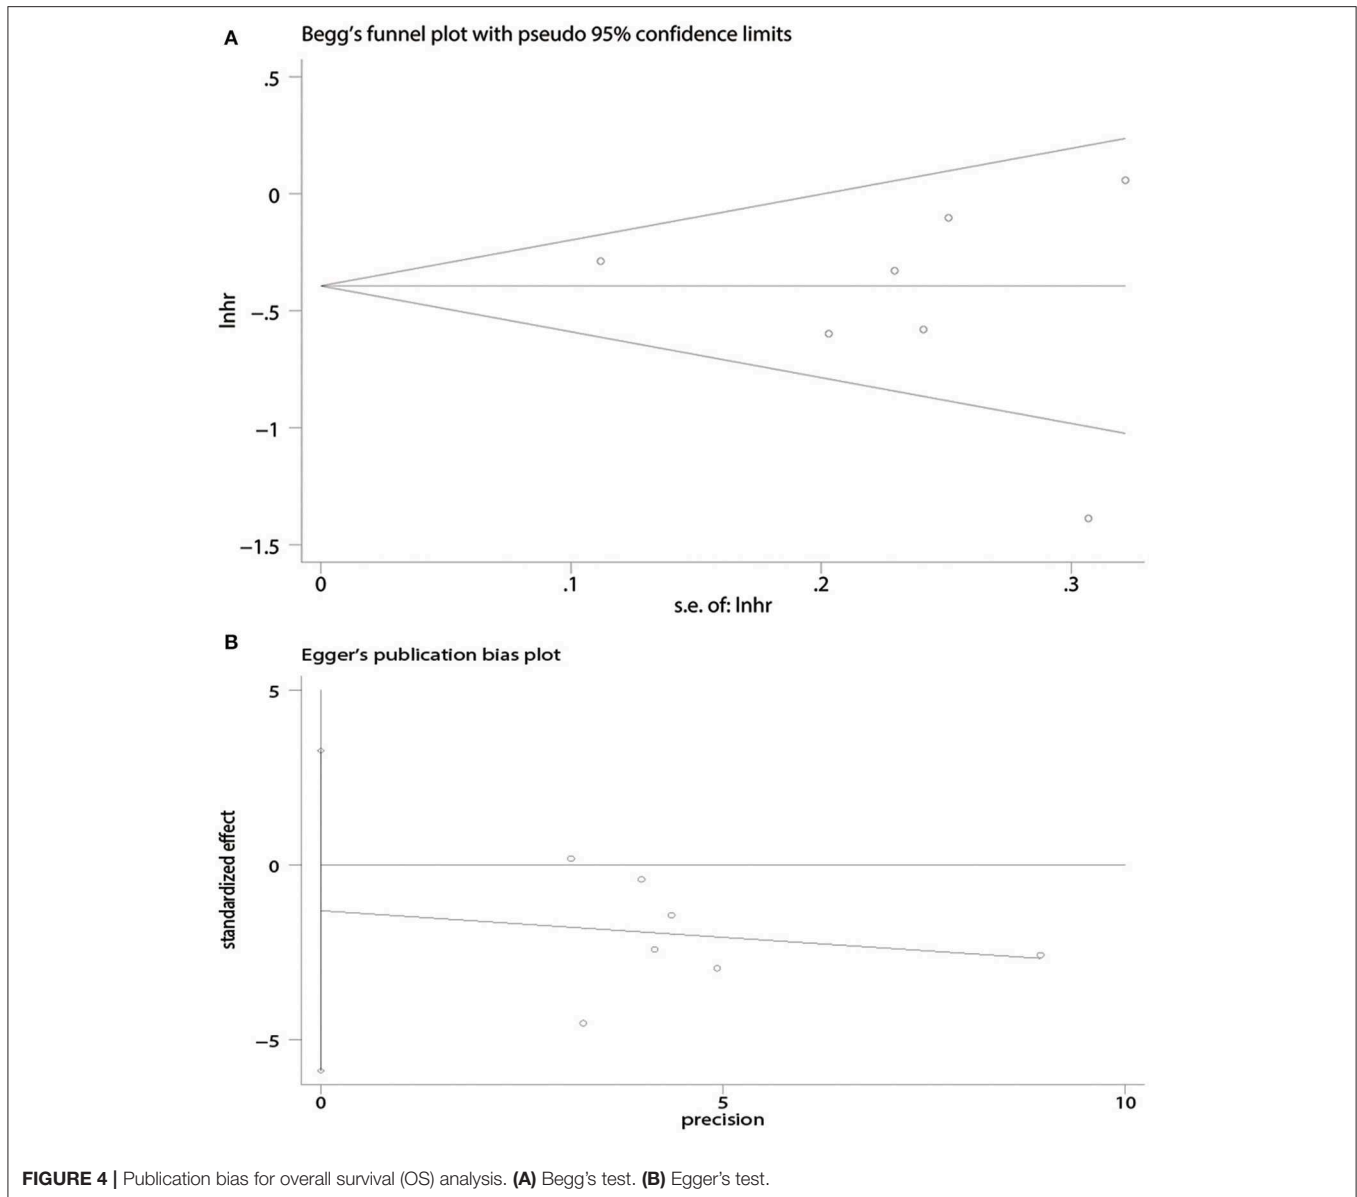 A
Begg's funnel plot with pseudo 95% confidence limits
.5
0
−.5
−1
−1.5
lnhr
0 .1 .2 .3
s.e. of: lnhr
B
Egger's publication bias plot
5
0
−5
standardized effect
0 5 10
precision
FIGURE 4 | Publication bias for overall survival (OS) analysis. (A) Begg's test. (B) Egger's test.